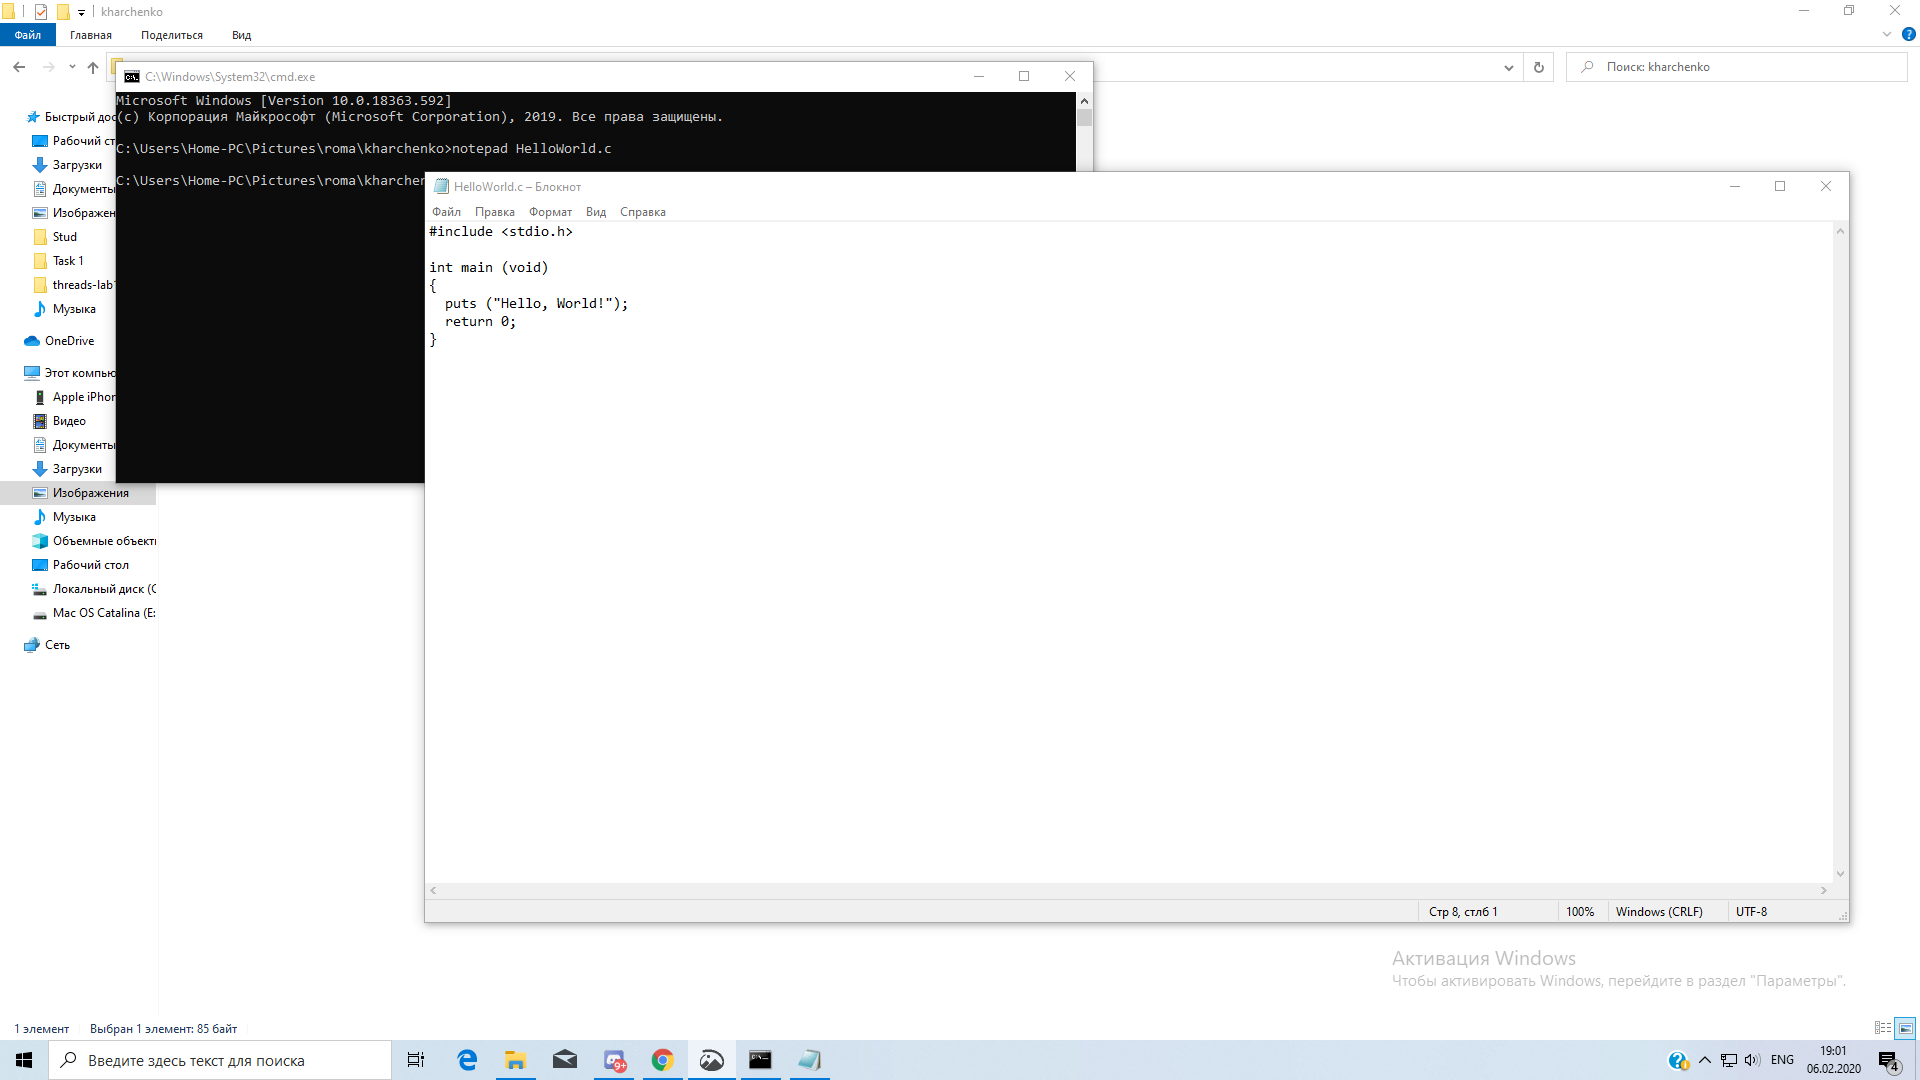 kharchenko
Файл Главная Поделиться Вид
Поиск: kharchenko
C:\Windows\System32\cmd.exe
Microsoft Windows [Version 10.0.18363.592]
(c) Корпорация Майкрософт (Microsoft Corporation), 2019. Все права защищены.
C:\Users\Home-PC\Pictures\roma\kharchenko>notepad HelloWorld.c
C:\Users\Home-PC\Pictures\roma\kharchen
Быстрый дос
Рабочий ст
Загрузки
Документы
Изображен
Stud
Task 1
threads-lab
Музыка
OneDrive
Этот компью
Apple iPhon
Видео
Документы
Загрузки
Изображения
Музыка
Объемные объекты
Рабочий стол
Локальный диск (C
Mac OS Catalina (E:
Сеть
HelloWorld.c – Блокнот
Файл Правка Формат Вид Справка
#include <stdio.h>
int main (void)
{
puts ("Hello, World!");
return 0;
}
Стр 8, стлб 1 100% Windows (CRLF) UTF-8
Активация Windows
Чтобы активировать Windows, перейдите в раздел "Параметры".
1 элемент Выбран 1 элемент: 85 байт
Введите здесь текст для поиска
9+
ENG
19:01
06.02.2020
4